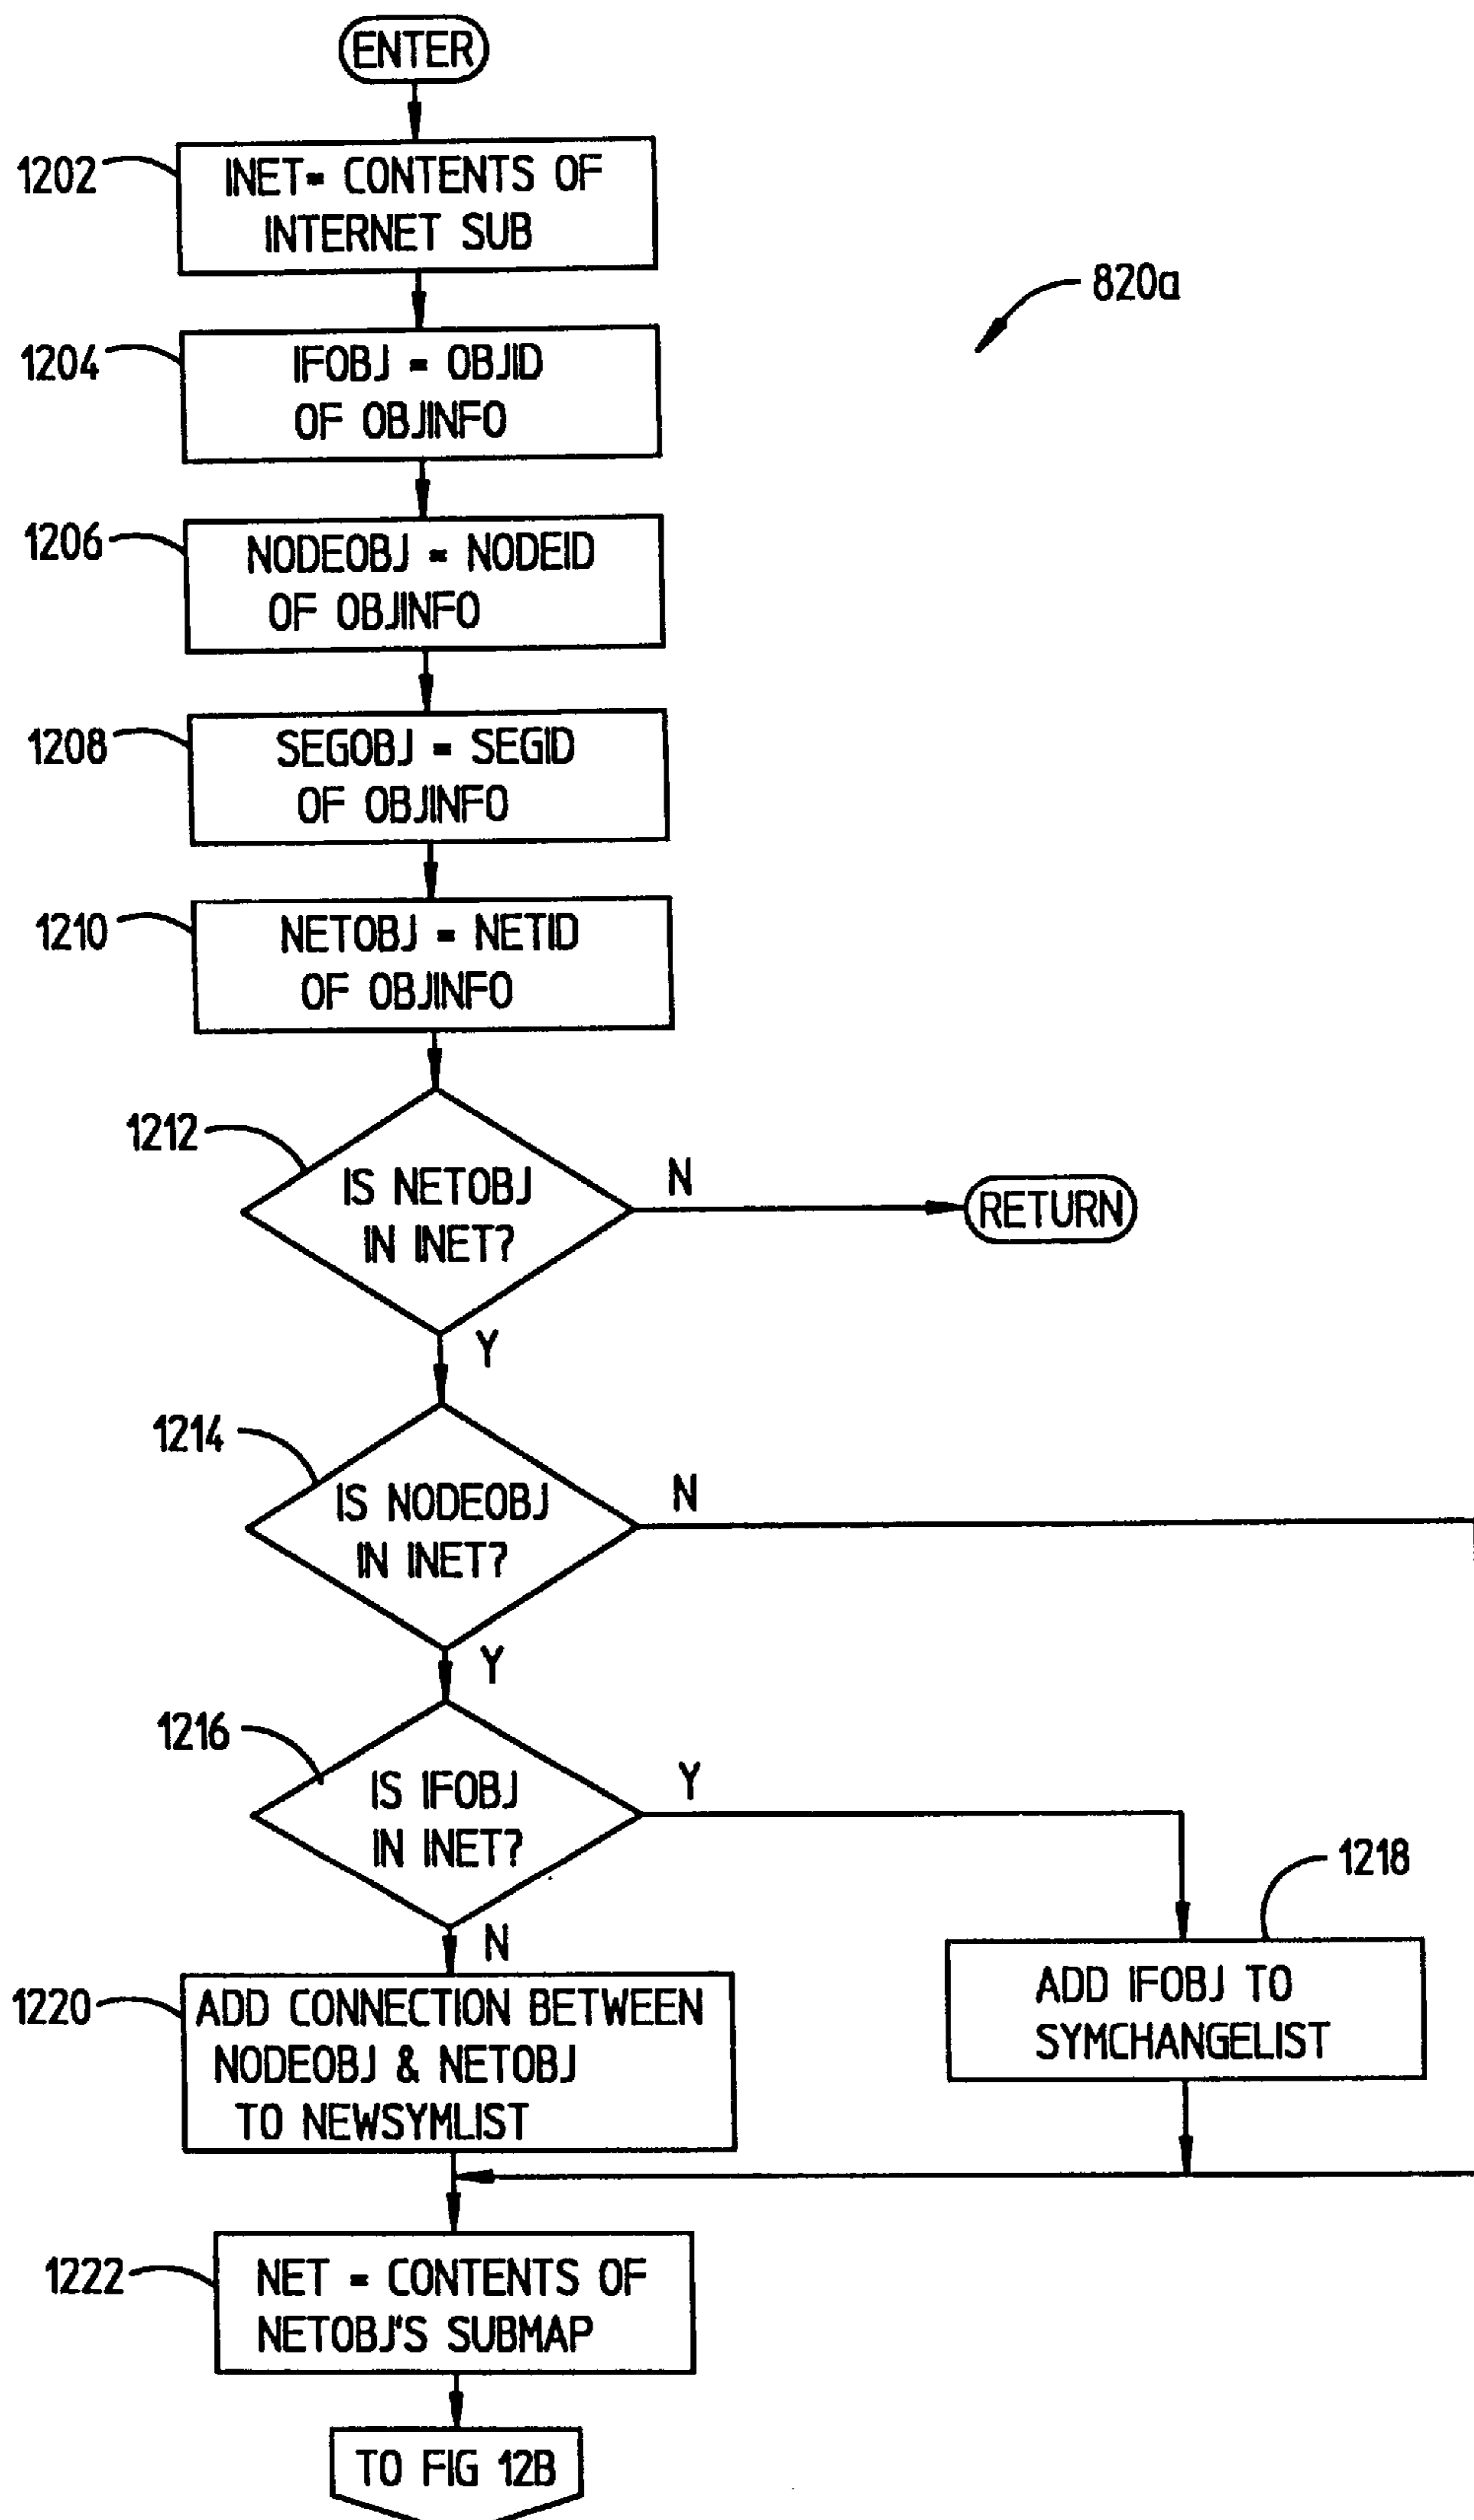 ENTER
1202
INET= CONTENTS OF
INTERNET SUB
820a
1204
IFOBJ = OBJID
OF OBJINFO
1206
NODEOBJ = NODEID
OF OBJINFO
1208
SEGOBJ = SEGID
OF OBJINFO
1210
NETOBJ = NETID
OF OBJINFO
1212
IS NETOBJ
IN INET?
N
RETURN
Y
1214
IS NODEOBJ
IN INET?
N
Y
1216
IS IFOBJ
IN INET?
Y
1218
N
ADD IFOBJ TO
SYMCHANGELIST
1220
ADD CONNECTION BETWEEN
NODEOBJ & NETOBJ
TO NEWSYMLIST
1222
NET = CONTENTS OF
NETOBJ'S SUBMAP
TO FIG 12B